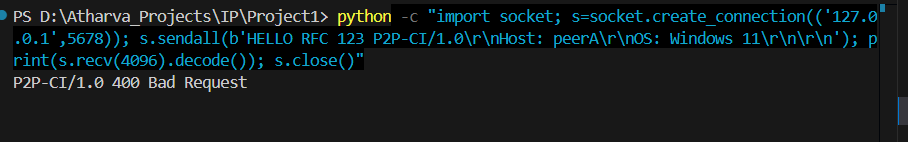 PS D:\Atharva_Projects\IP\Project1> python -c "import socket; s=socket.create_connection(('127.0
.0.1',5678)); s.sendall(b'HELLO RFC 123 P2P-CI/1.0\r\nHost: peerA\r\nOS: Windows 11\r\n\r\n'); p
rint(s.recv(4096).decode()); s.close()"
P2P-CI/1.0 400 Bad Request